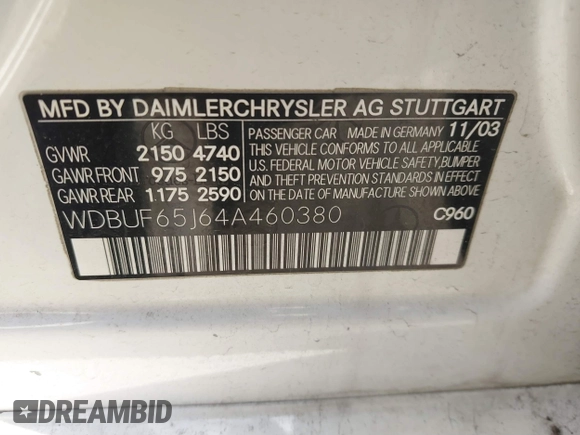 MFD BY DAIMLERCHRYSLER AG STUTTGART
KG LBS
GVWR 2150 4740
GAWR FRONT 975 2150
GAWR REAR 1175 2590
PASSENGER CAR MADE IN GERMANY 11/03
THIS VEHICLE CONFORMS TO ALL APPLICABLE
U.S. FEDERAL MOTOR VEHICLE SAFETY, BUMPER
AND THEFT PREVENTION STANDARDS IN EFFECT
ON THE DATE OF MANUFACTURE SHOWN ABOVE.
WDBUF65J64A460380 C960
DREAMBID